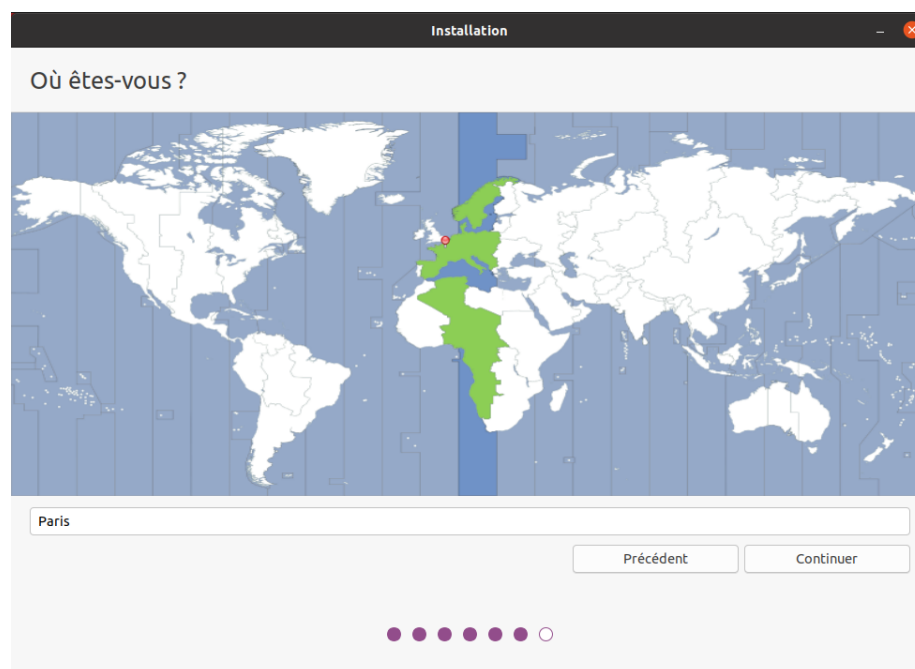 Installation
Où êtes-vous ?
Paris
Précédent
Continuer